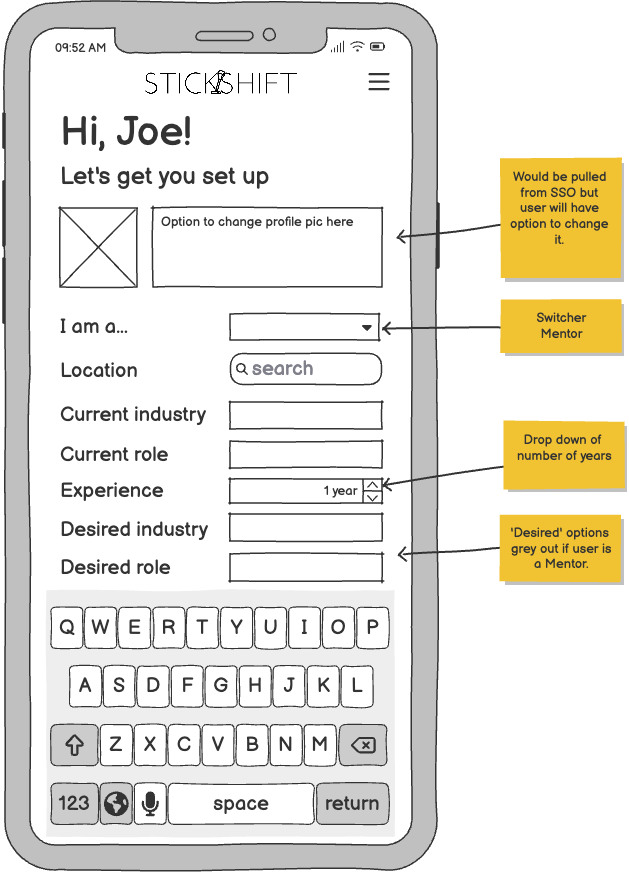 09:52 AM
STICKSHIFT
Hi, Joe!
Let's get you set up
Option to change profile pic here
Would be pulled
from SSO but
user will have
option to change
it.
I am a...
Switcher
Mentor
Location
search
Current industry
Current role
Drop down of
number of years
Experience
1 year
Desired industry
'Desired' options
grey out if user is
a Mentor.
Desired role
Q W E R T Y U I O P
A S D F G H J K L
Z X C V B N M
123 space return